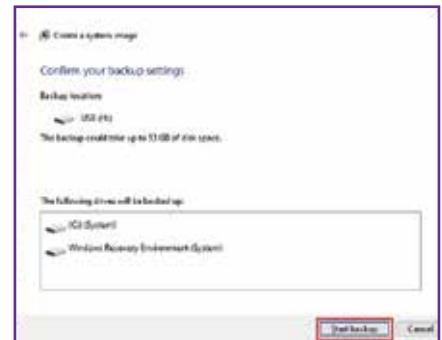 Create a system image
Confirm your backup settings
Backup location:
USB
The backup could take up to GB of disk space.
The following drives will be backed up:
(System)
Windows Recovery Environment (System)
Start backup Cancel